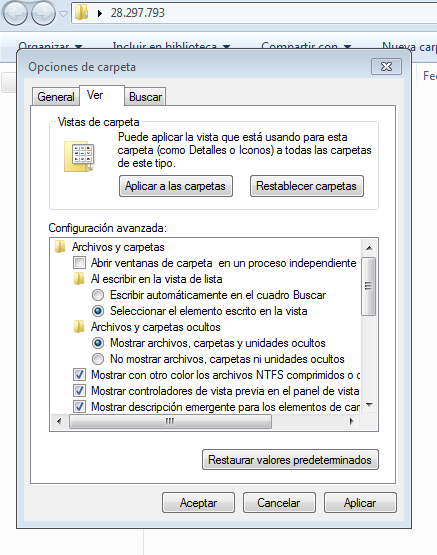 28.297.793
Organizar
Incluir en biblioteca
Compartir con
Nueva carp
Fec
Opciones de carpeta
General
Ver
Buscar
Vistas de carpeta
Puede aplicar la vista que está usando para esta
carpeta (como Detalles o Iconos) a todas las carpetas
de este tipo.
Aplicar a las carpetas
Restablecer carpetas
Configuración avanzada:
Archivos y carpetas
Abrir ventanas de carpeta en un proceso independiente
Al escribir en la vista de lista
Escribir automáticamente en el cuadro Buscar
Seleccionar el elemento escrito en la vista
Archivos y carpetas ocultos
Mostrar archivos, carpetas y unidades ocultos
No mostrar archivos, carpetas ni unidades ocultos
Mostrar con otro color los archivos NTFS comprimidos o c
Mostrar controladores de vista previa en el panel de vista
Mostrar descripción emergente para los elementos de car
Restaurar valores predeterminados
Aceptar
Cancelar
Aplicar